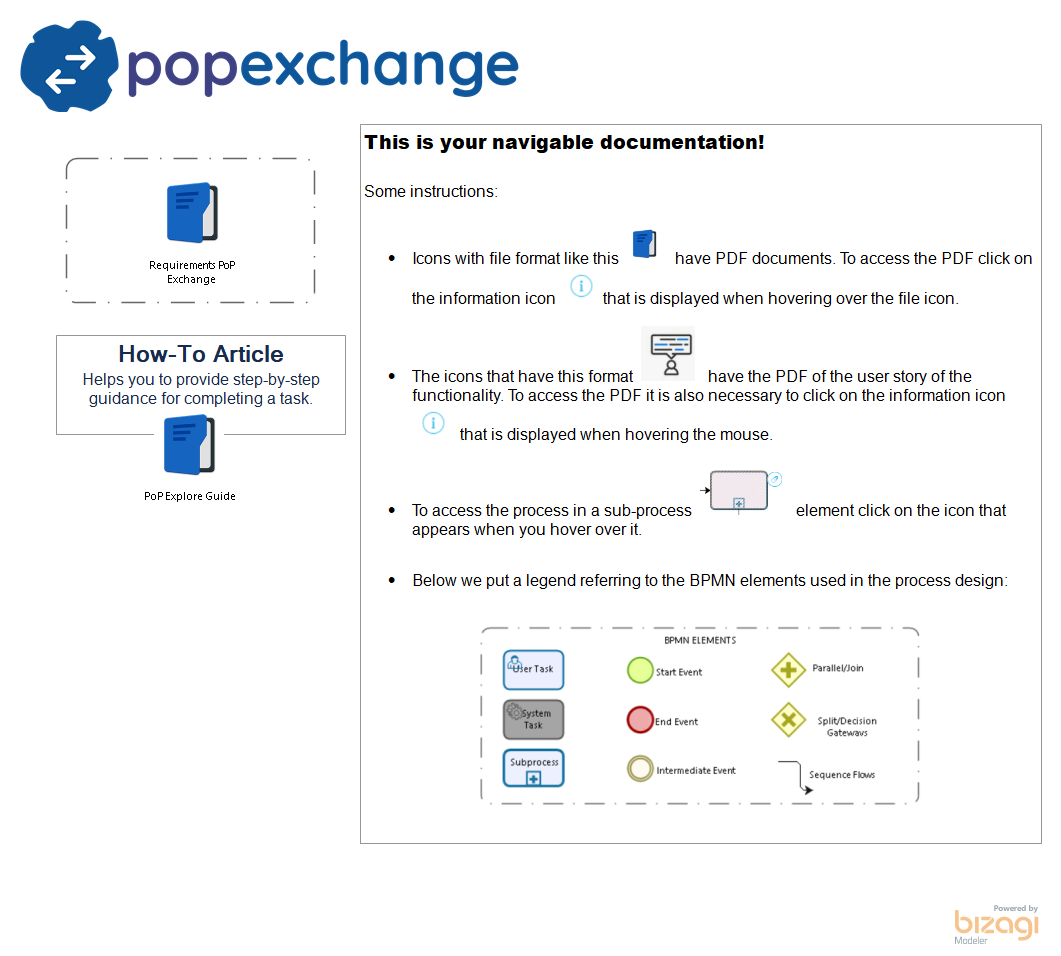 popexchange
Requirements PoP
Exchange
How-To Article
Helps you to provide step-by-step
guidance for completing a task.
PoP Explore Guide
This is your navigable documentation!
Some instructions:
• Icons with file format like this have PDF documents. To access the PDF click on
the information icon that is displayed when hovering over the file icon.
• The icons that have this format have the PDF of the user story of the
functionality. To access the PDF it is also necessary to click on the information icon
that is displayed when hovering the mouse.
• To access the process in a sub-process element click on the icon that
appears when you hover over it.
• Below we put a legend referring to the BPMN elements used in the process design:
BPMN ELEMENTS
User Task
Start Event
Parallel/Join
System
Task
End Event
Split/Decision
Gateways
Subprocess
Intermediate Event
Sequence Flows
Powered by
bizagi
Modeler